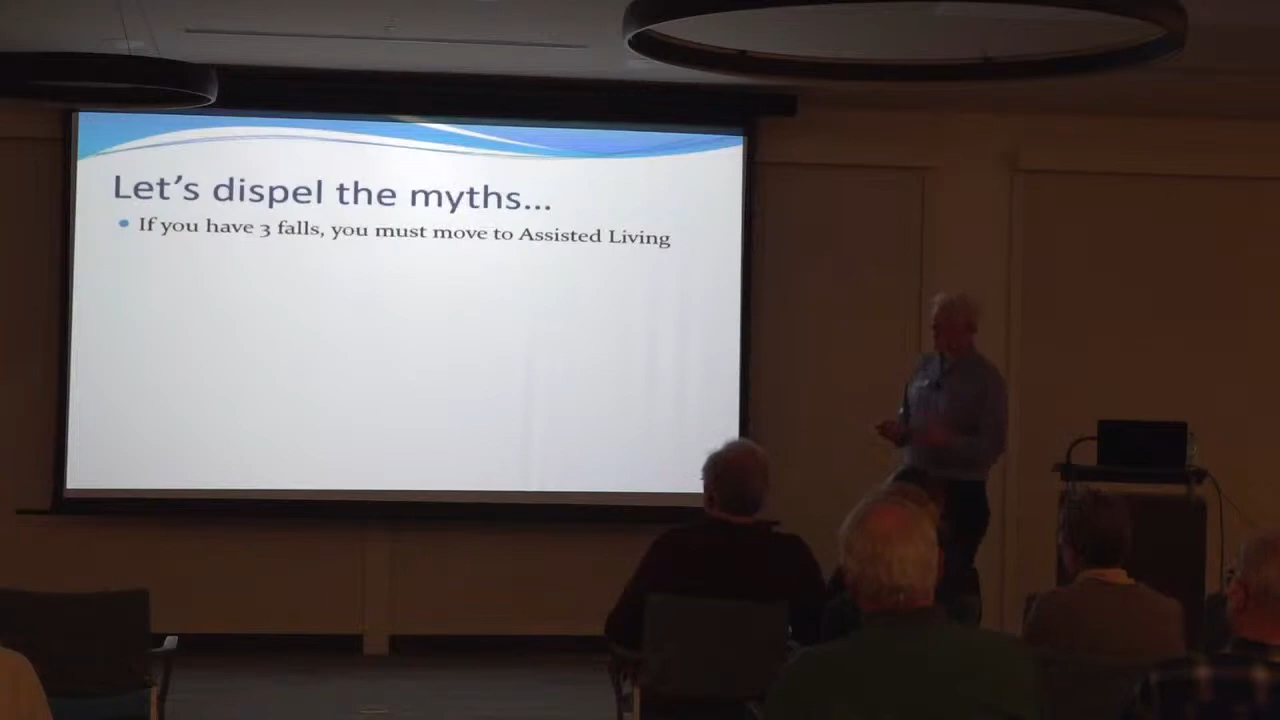 Let's dispel the myths...
• If you have 3 falls, you must move to Assisted Living